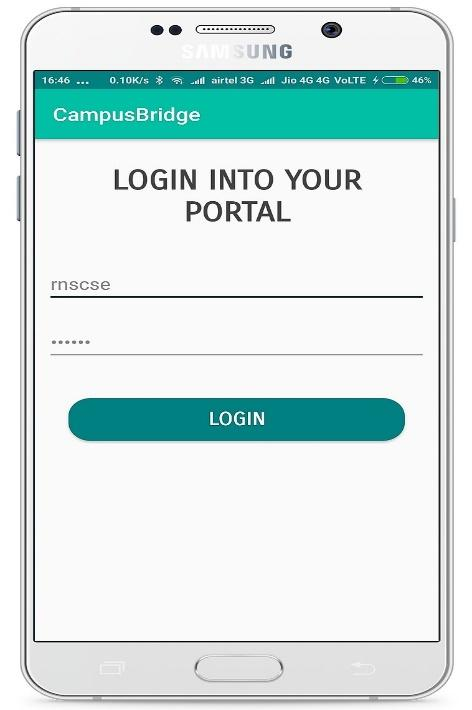 SAMSUNG
16:46 ... 0.10K/s airtel 3G Jio 4G 4G VoLTE 46%
CampusBridge
LOGIN INTO YOUR
PORTAL
rnscse
••••••
LOGIN